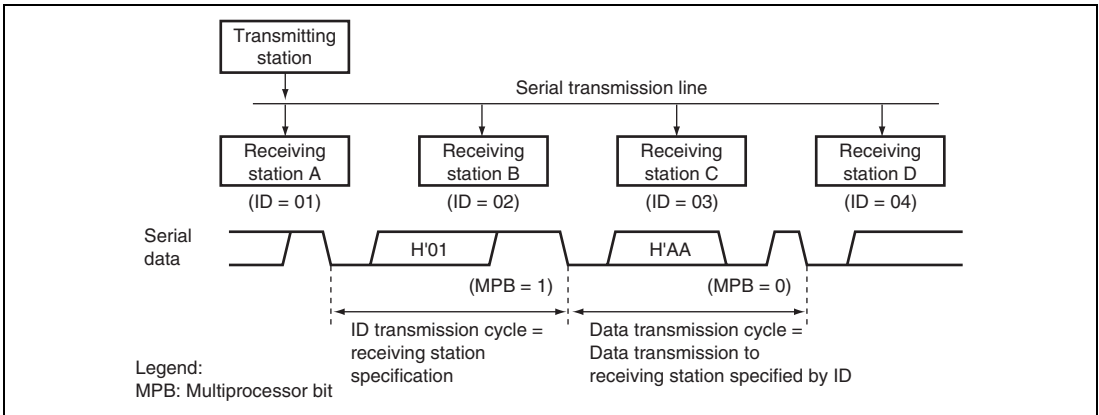 Transmitting
station
Serial transmission line
Receiving
station A
Receiving
station B
Receiving
station C
Receiving
station D
(ID = 01)
(ID = 02)
(ID = 03)
(ID = 04)
Serial
data
H'01
H'AA
(MPB = 1)
(MPB = 0)
ID transmission cycle =
receiving station
specification
Data transmission cycle =
Data transmission to
receiving station specified by ID
Legend:
MPB: Multiprocessor bit